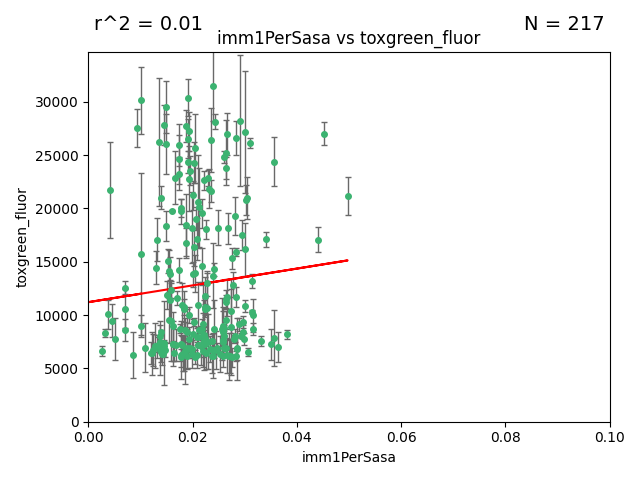 r^2 = 0.01
N = 217
imm1PerSasa vs toxgreen_fluor
30000
25000
20000
15000
10000
5000
0
toxgreen_fluor
0.00
0.02
0.04
0.06
0.08
0.10
imm1PerSasa